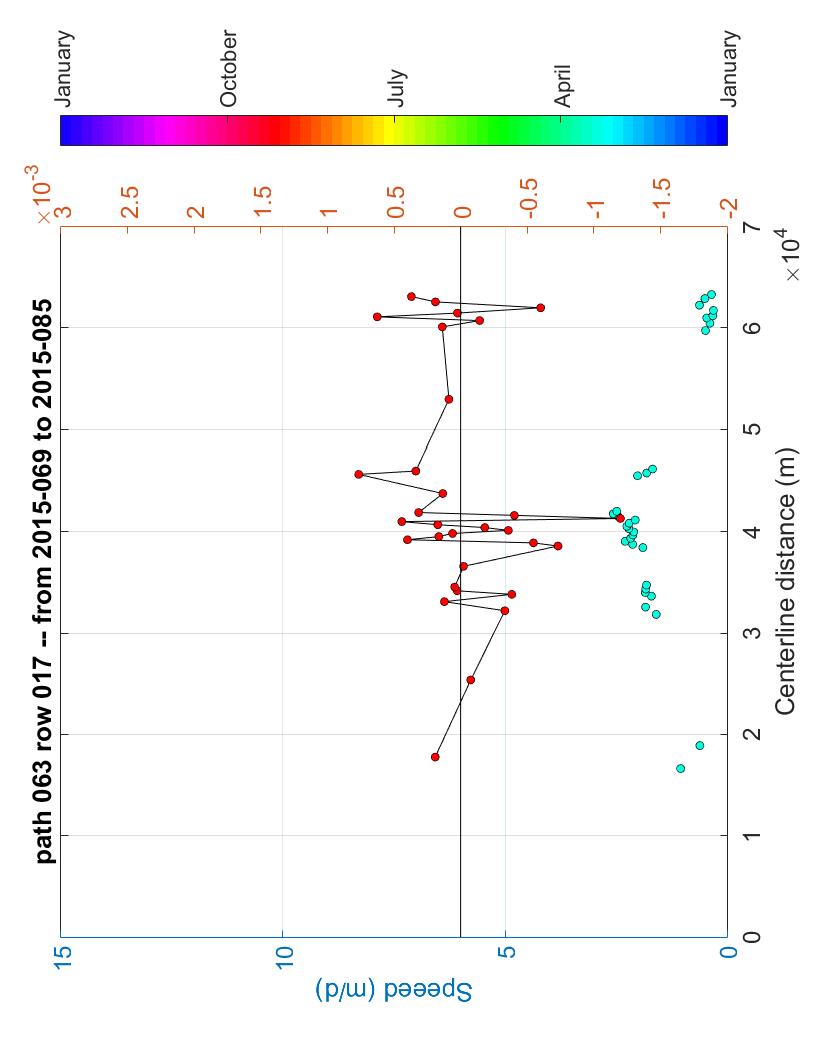 path 063 row 017 -- from 2015-069 to 2015-085
×10⁻³
3
2.5
2
1.5
1
0.5
0
-0.5
-1
-1.5
-2
15
10
5
0
Speeed (m/d)
0 1 2 3 4 5 6 7
×10⁴
Centerline distance (m)
January
October
July
April
January